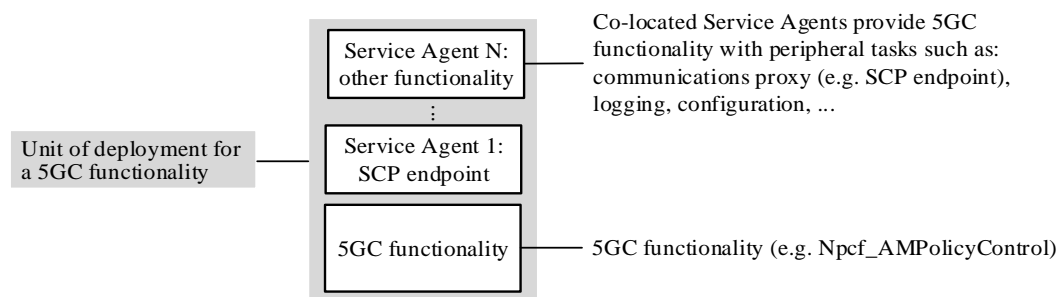 Service Agent N:
other functionality
Co-located Service Agents provide 5GC
functionality with peripheral tasks such as:
communications proxy (e.g. SCP endpoint),
logging, configuration, ...
Unit of deployment for
a 5GC functionality
Service Agent 1:
SCP endpoint
5GC functionality
5GC functionality (e.g. Npcf_AMPolicyControl)